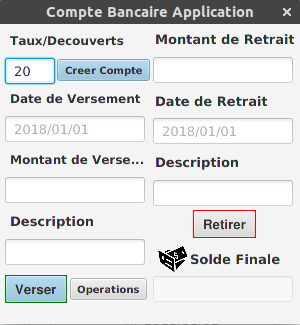 Compte Bancaire Application
Taux/Decouverts
20
Creer Compte
Date de Versement
2018/01/01
Montant de Verse...
Description
Verser
Operations
Montant de Retrait
Date de Retrait
2018/01/01
Description
Retirer
Solde Finale